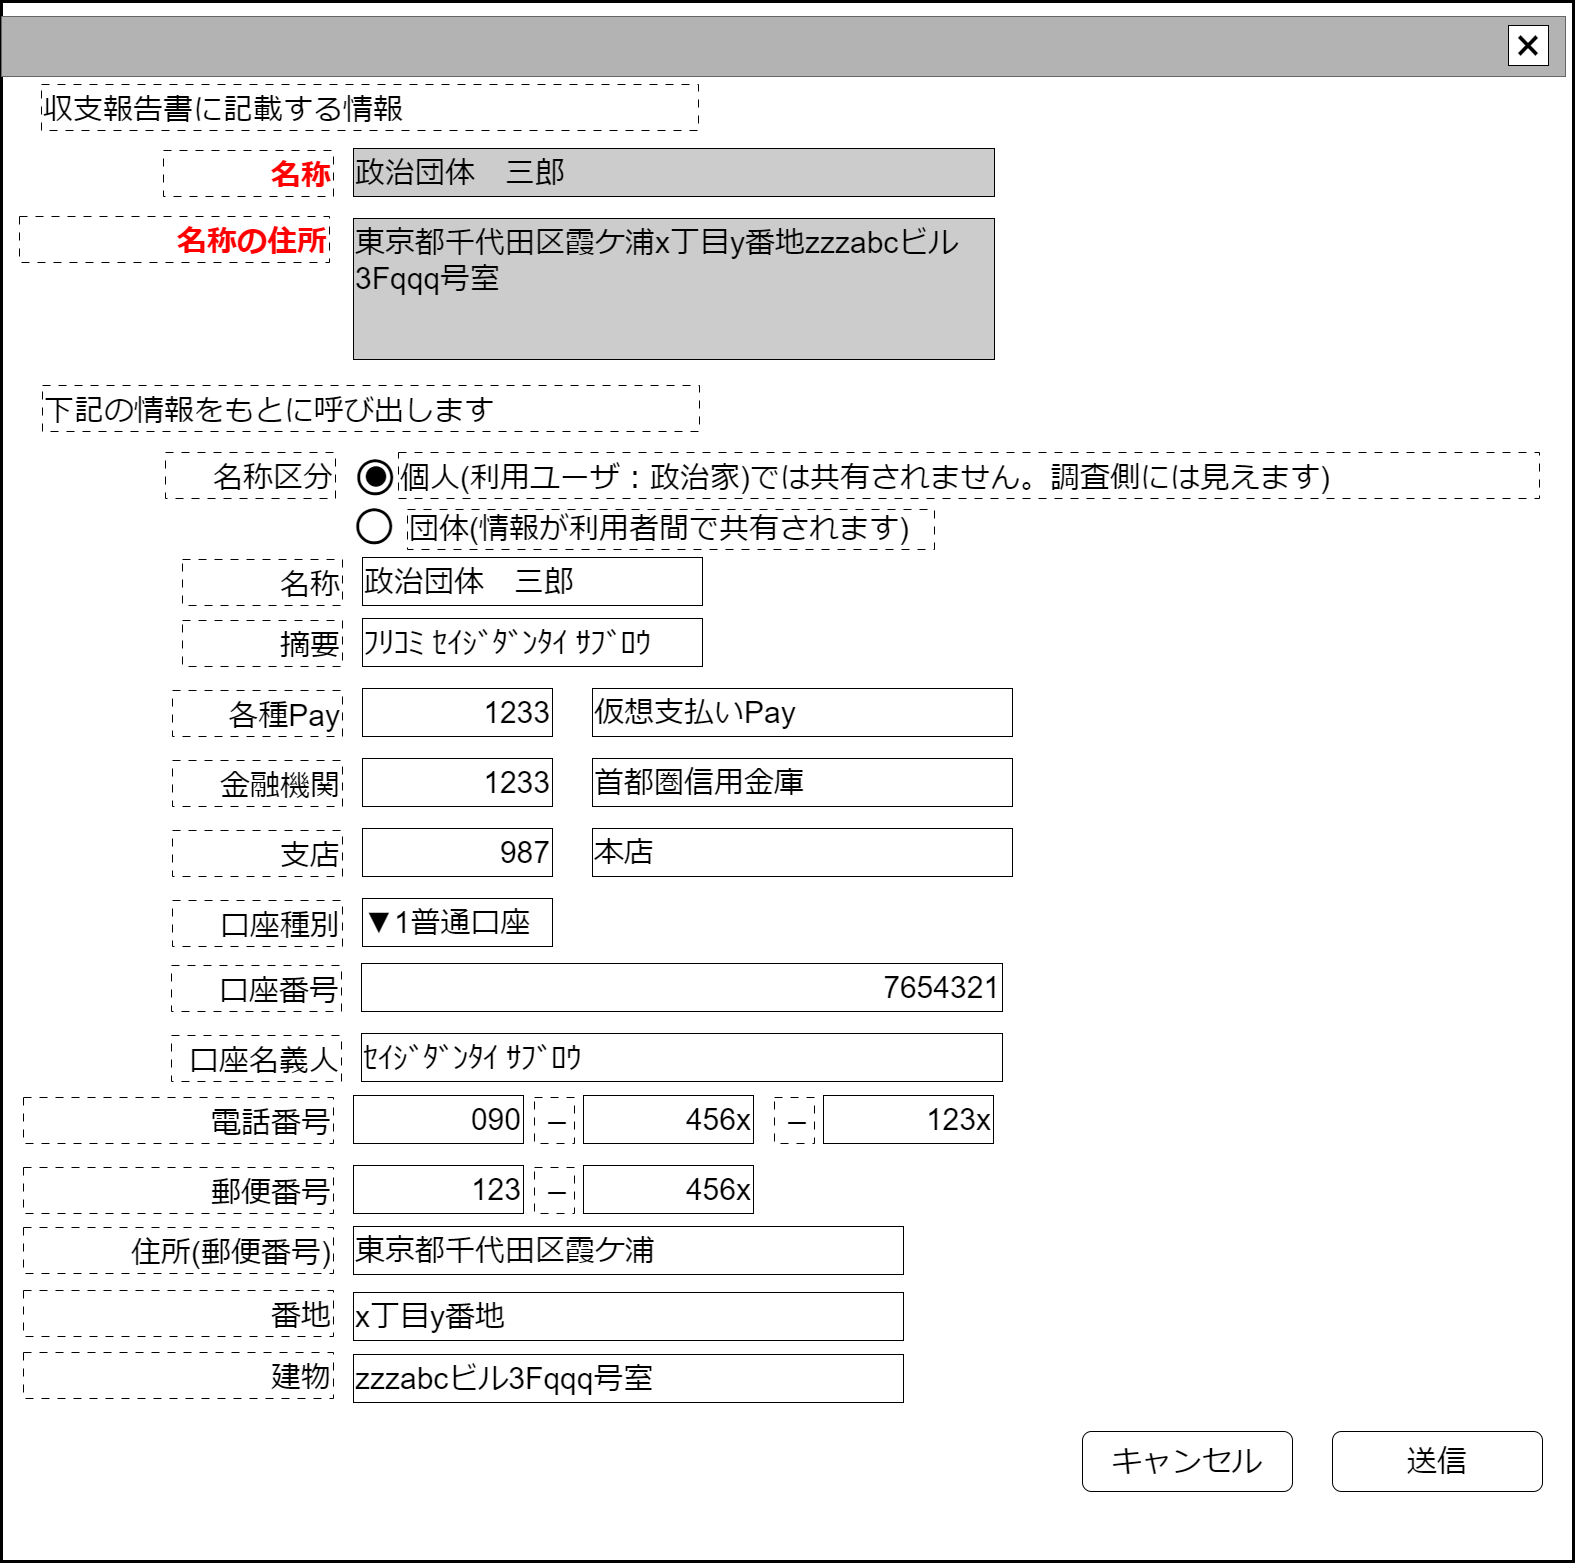 ×
収支報告書に記載する情報
名称 政治団体　三郎
名称の住所 東京都千代田区霞ケ浦x丁目y番地zzzabcビル
3Fqqq号室
下記の情報をもとに呼び出します
名称区分 個人(利用ユーザ：政治家)では共有されません。調査側には見えます)
団体(情報が利用者間で共有されます)
名称 政治団体　三郎
摘要 ﾌﾘｺﾐ ｾｲｼﾞﾀﾞﾝﾀｲ ｻﾌﾞﾛｳ
各種Pay 1233 仮想支払いPay
金融機関 1233 首都圏信用金庫
支店 987 本店
口座種別 ▼1普通口座
口座番号 7654321
口座名義人 ｾｲｼﾞﾀﾞﾝﾀｲ ｻﾌﾞﾛｳ
電話番号 090 – 456x – 123x
郵便番号 123 – 456x
住所(郵便番号) 東京都千代田区霞ケ浦
番地 x丁目y番地
建物 zzzabcビル3Fqqq号室
キャンセル 送信